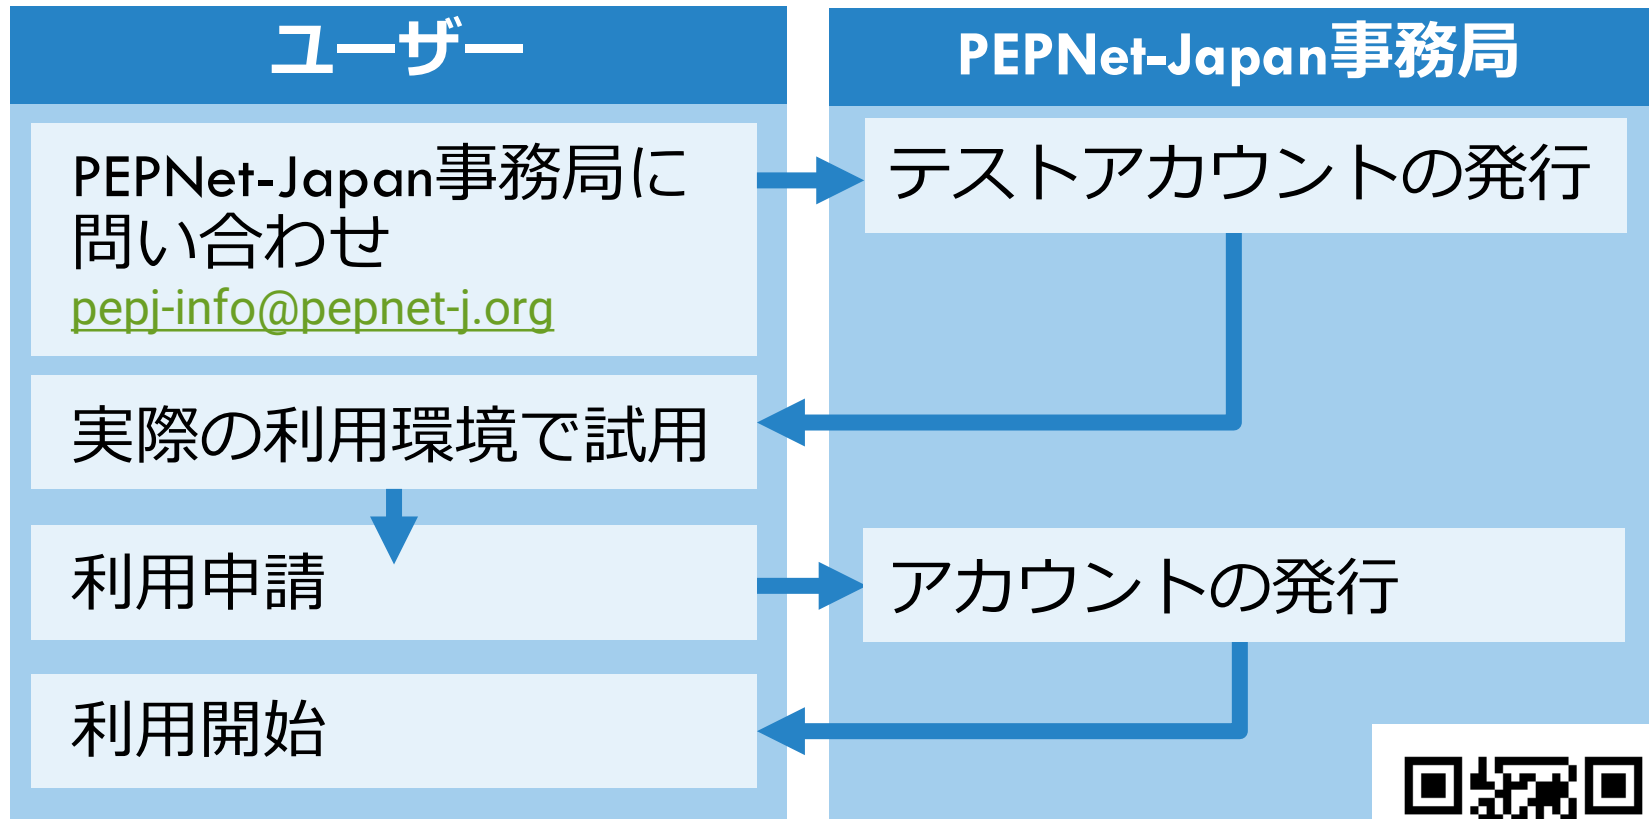 ユーザー
PEPNet-Japan事務局に
問い合わせ
pepj-info@pepnet-j.org
実際の利用環境で試用
利用申請
利用開始
PEPNet-Japan事務局
テストアカウントの発行
アカウントの発行